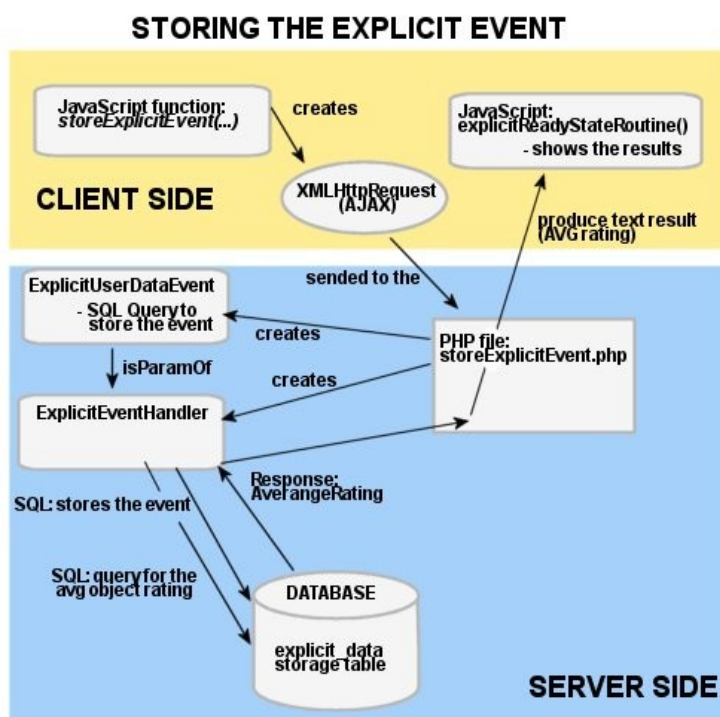 STORING THE EXPLICIT EVENT
JavaScript function:
storeExplicitEvent(...)
creates
JavaScript:
explicitReadyStateRoutine()
- shows the results
XMLHttpRequest
(AJAX)
CLIENT SIDE
produce text result
(AVG rating)
sended to the
ExplicitUserDataEvent
- SQL Query to
store the event
creates
PHP file:
storeExplicitEvent.php
isParamOf
creates
ExplicitEventHandler
Response:
AverangeRating
SQL: stores the event
SQL: query for the
avg object rating
DATABASE
explicit_data
storage table
SERVER SIDE